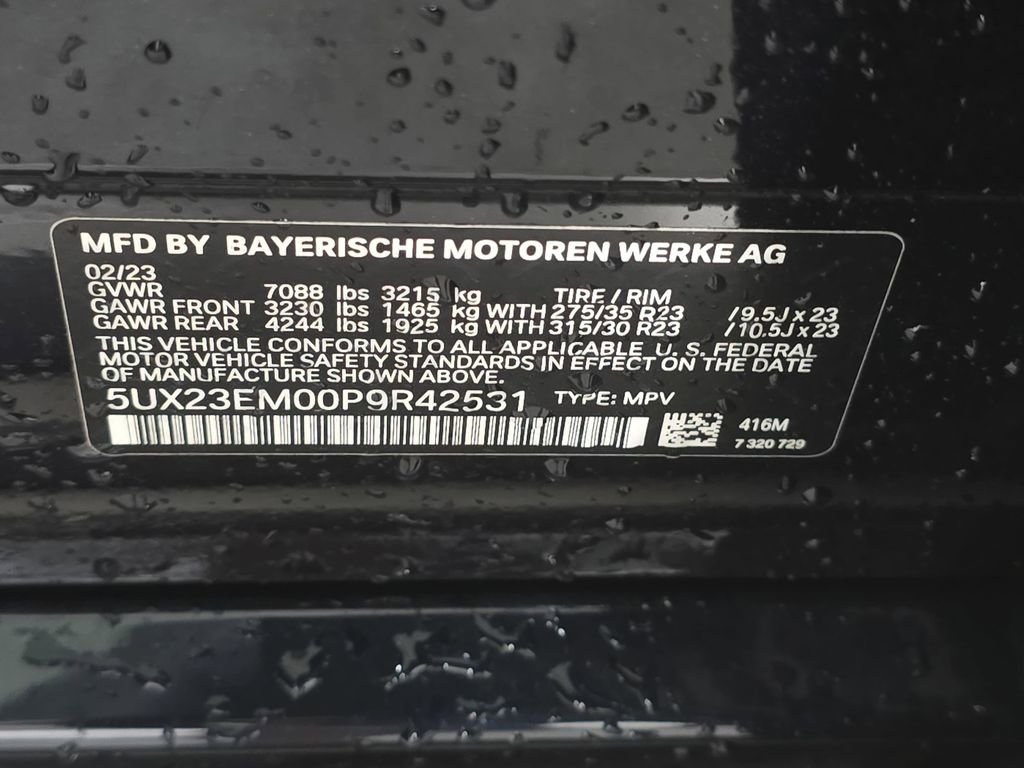 MFD BY BAYERISCHE MOTOREN WERKE AG
02/23
GVWR 7088 lbs 3215 kg TIRE / RIM
GAWR FRONT 3230 lbs 1465 kg WITH 275/35 R23 / 9.5J x 23
GAWR REAR 4244 lbs 1925 kg WITH 315/30 R23 / 10.5J x 23
THIS VEHICLE CONFORMS TO ALL APPLICABLE U. S. FEDERAL
MOTOR VEHICLE SAFETY STANDARDS IN EFFECT ON THE DATE
OF MANUFACTURE SHOWN ABOVE.
5UX23EM00P9R42531 TYPE: MPV
416M
7 320 729